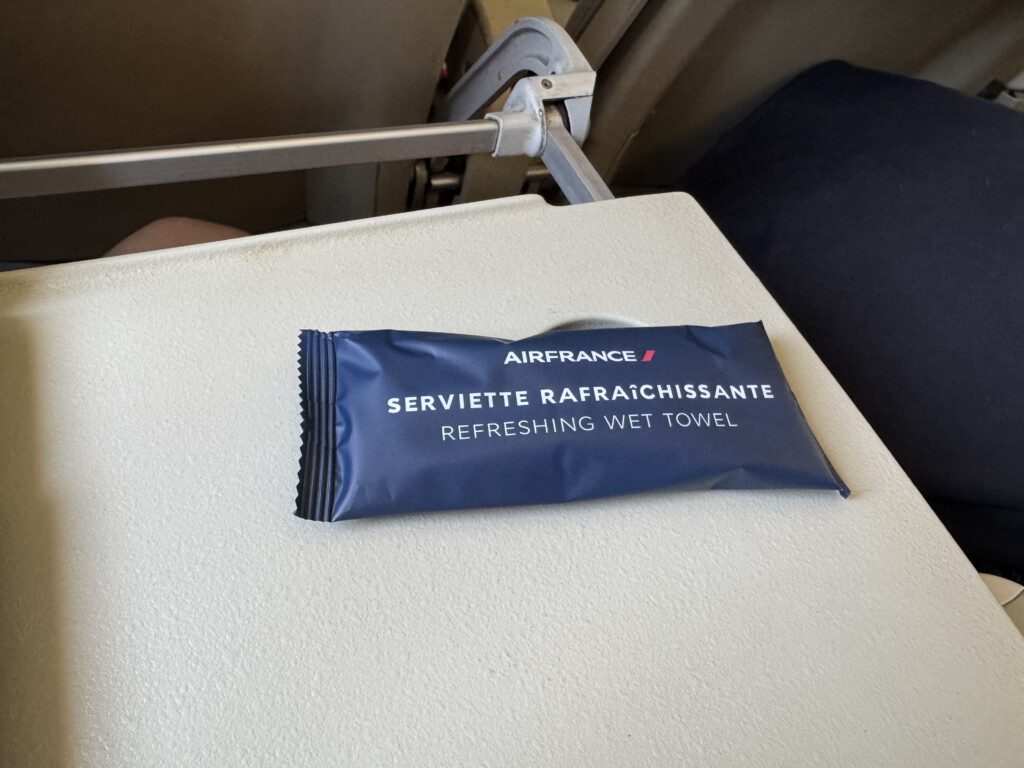 AIRFRANCE
SERVIETTE RAFRAîCHISSANTE
REFRESHING WET TOWEL